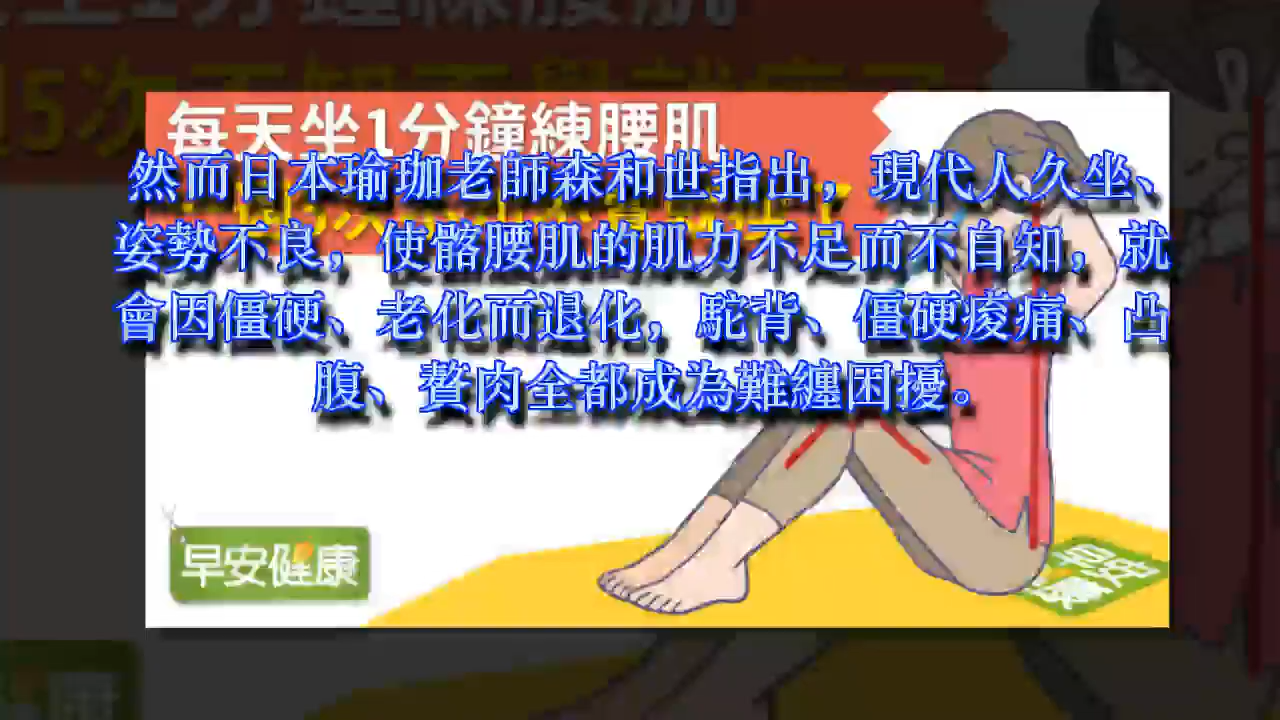 每天坐1分鐘練腰肌
然而日本瑜珈老師森和世指出，現代人久坐、
姿勢不良，使髂腰肌的肌力不足而不自知，就
會因僵硬、老化而退化，駝背、僵硬痠痛、凸
腹、贅肉全都成為難纏困擾。
早安健康
早安
健康